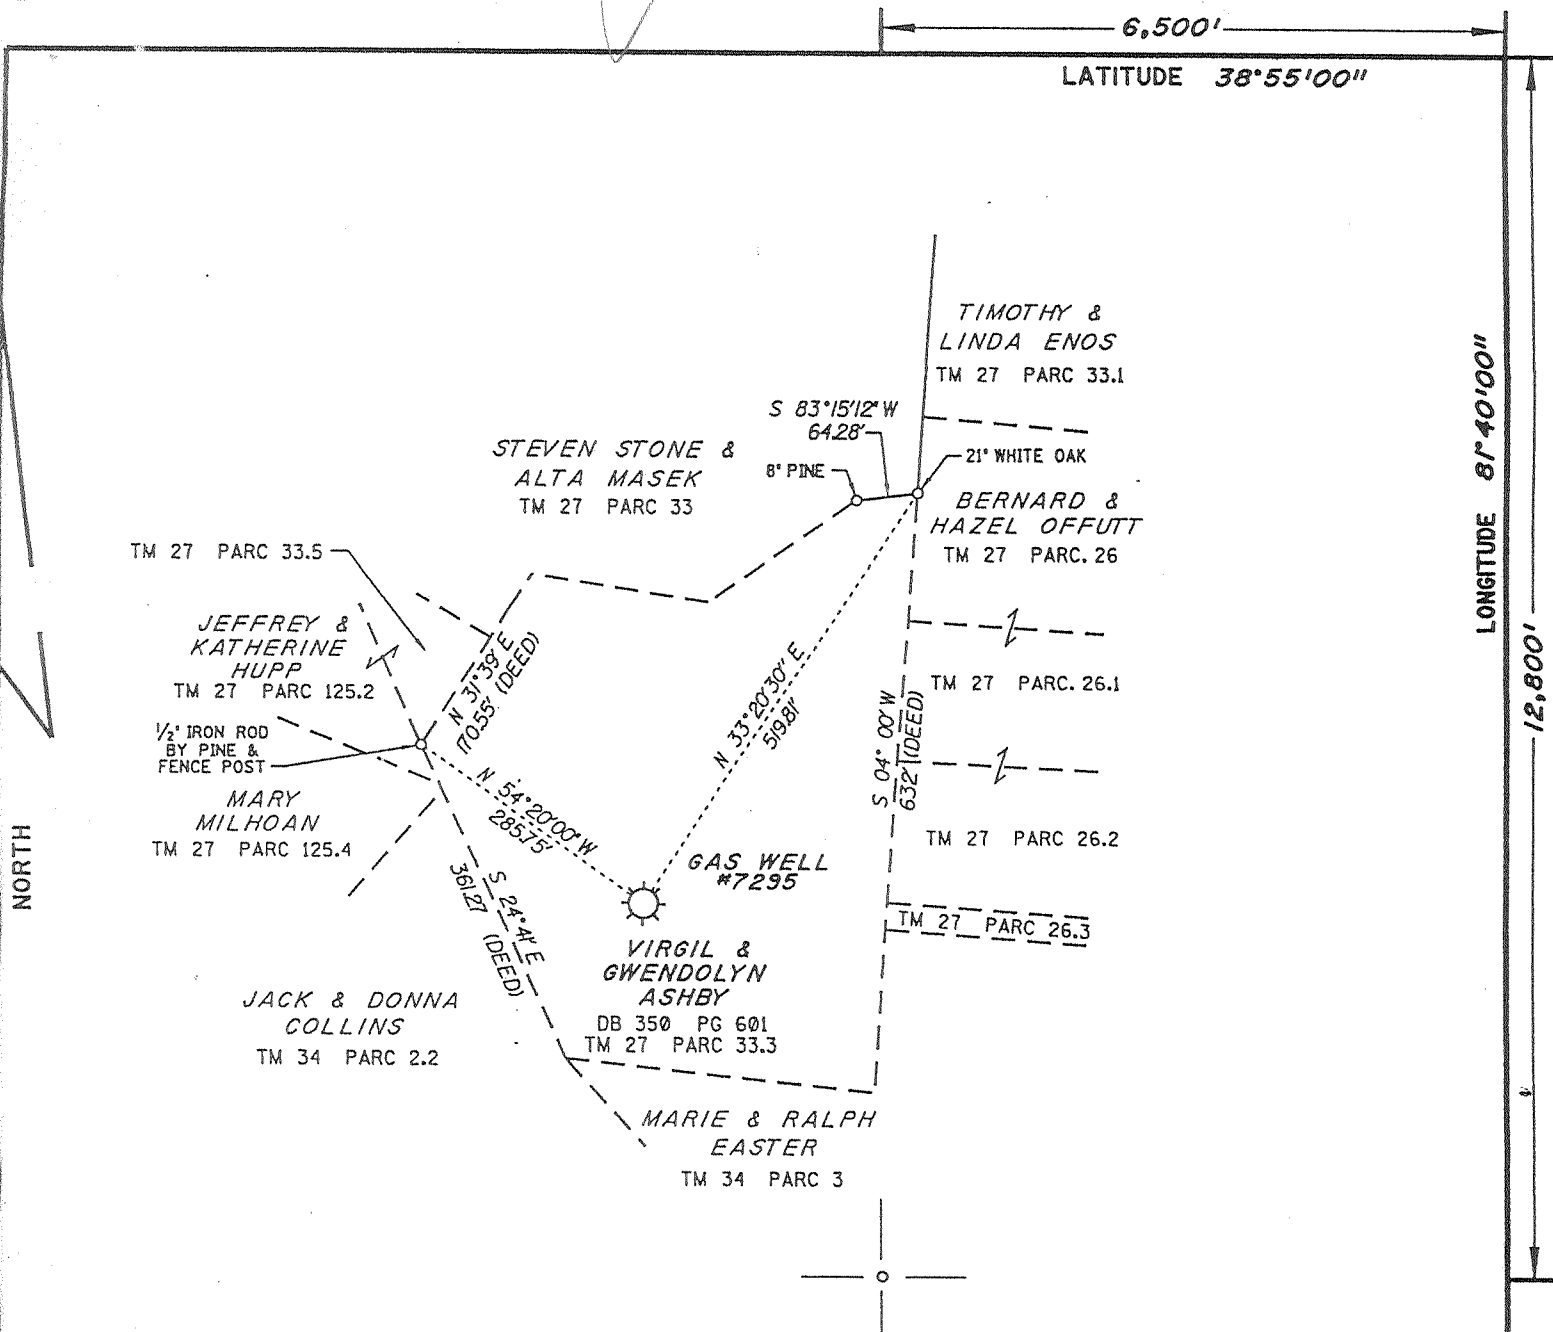 6,500'
LATITUDE 38°55'00"
LONGITUDE 81°40'00"
12,800'
NORTH
TIMOTHY &
LINDA ENOS
TM 27 PARC 33.1
S 83°15'12" W
64.28'
8" PINE
21" WHITE OAK
STEVEN STONE &
ALTA MASEK
TM 27 PARC 33
BERNARD &
HAZEL OFFUTT
TM 27 PARC. 26
TM 27 PARC 33.5
JEFFREY &
KATHERINE
HUPP
TM 27 PARC 125.2
N 31°39' E
170.55' (DEED)
N 33°20'30" E
519.81'
TM 27 PARC. 26.1
S 04° 00' W
632' (DEED)
1/2" IRON ROD
BY PINE &
FENCE POST
MARY
MILHOAN
TM 27 PARC 125.4
N 54°20'00" W
285.75'
TM 27 PARC 26.2
GAS WELL
#7295
S 24°41' E
361.27 (DEED)
TM 27 PARC 26.3
VIRGIL &
GWENDOLYN
ASHBY
DB 350 PG 601
TM 27 PARC 33.3
JACK & DONNA
COLLINS
TM 34 PARC 2.2
MARIE & RALPH
EASTER
TM 34 PARC 3